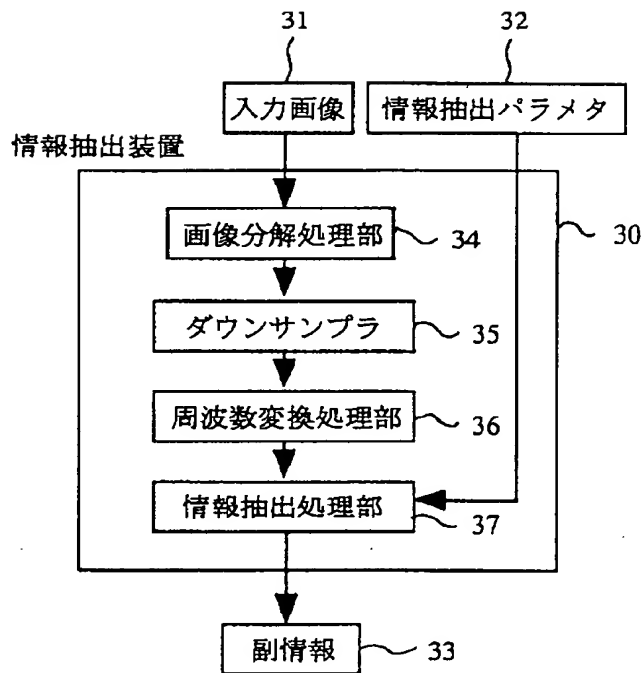 31
32
入力画像
情報抽出パラメタ
情報抽出装置
画像分解処理部
34
30
ダウンサンプラ
35
周波数変換処理部
36
情報抽出処理部
37
副情報
33